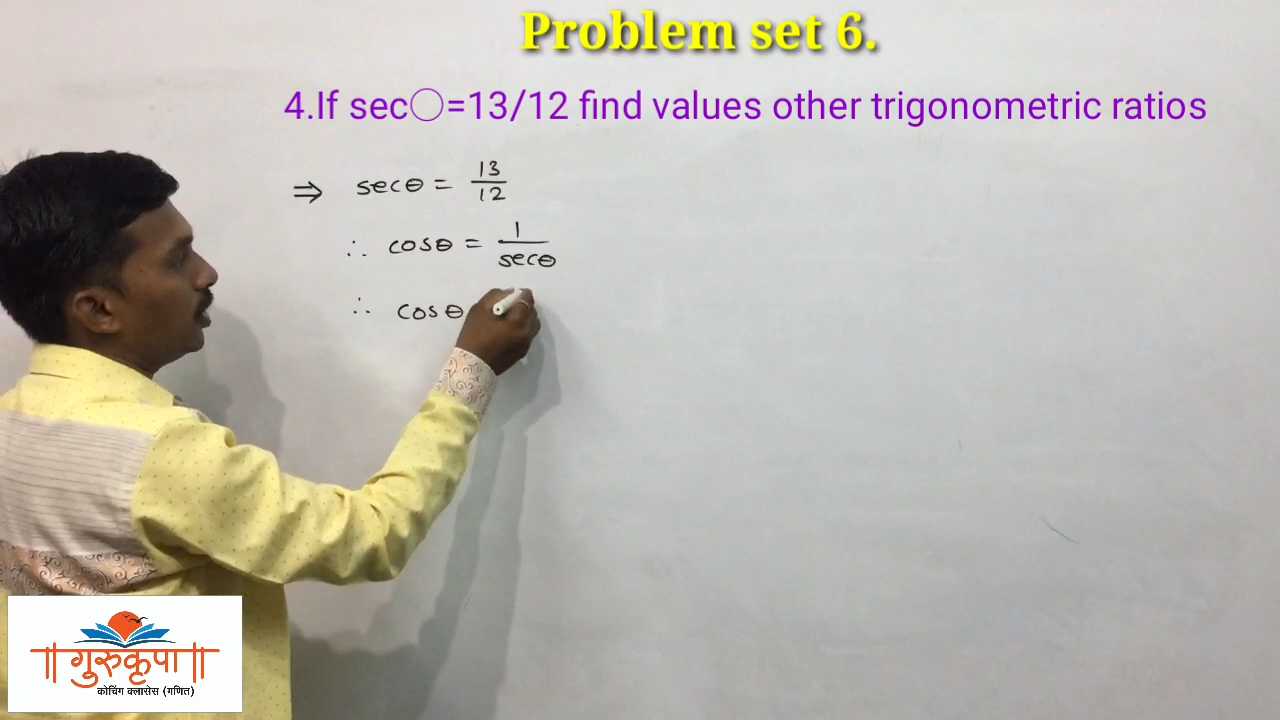 Problem set 6.
4.If sec○=13/12 find values other trigonometric ratios
⇒ secθ = 13/12
∴ cosθ = 1/secθ
∴ cosθ
॥ गुरुकृपा ॥
कोचिंग क्लासेस (गणित)